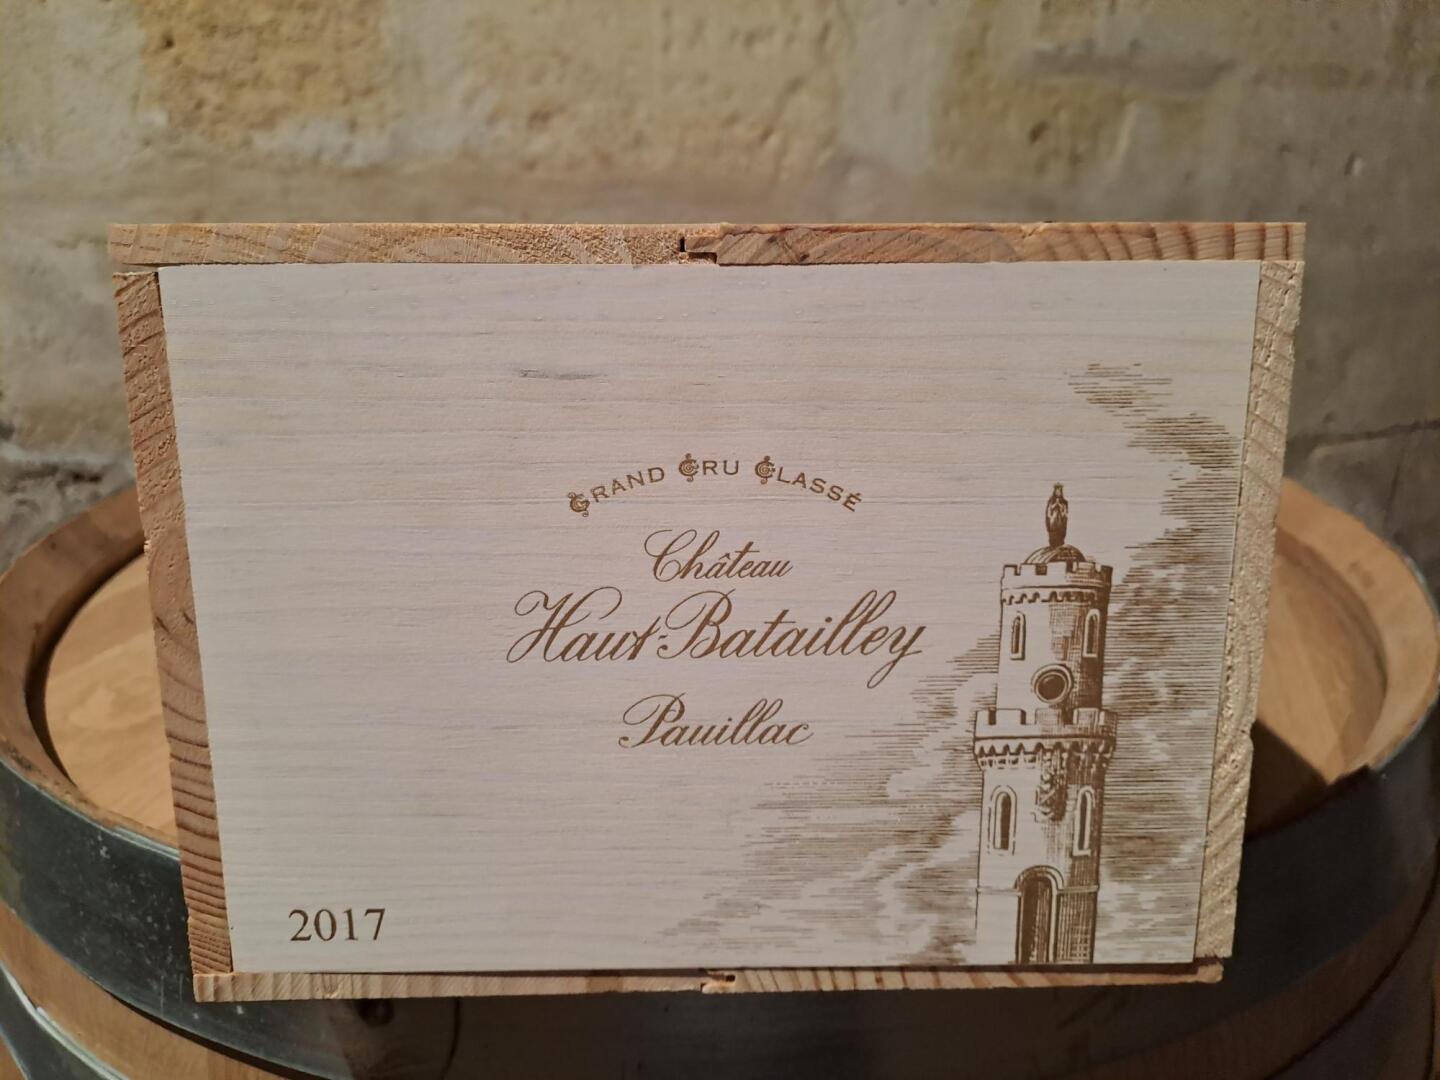 Grand Cru Classé
Château
Haut-Batailley
Pauillac
2017